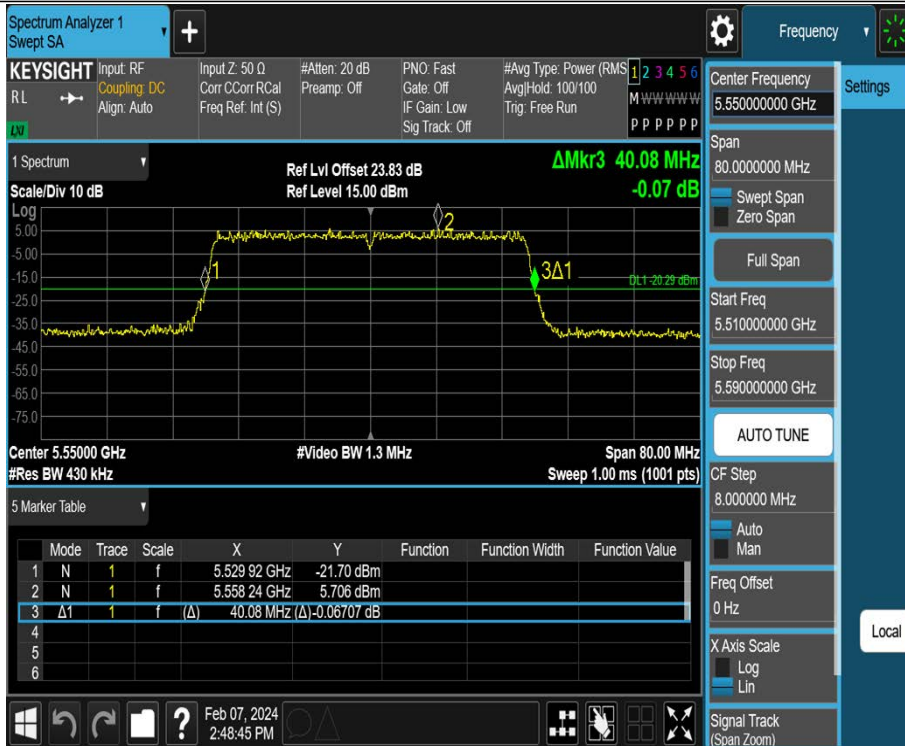 Spectrum Analyzer 1
Swept SA
+
Frequency
KEYSIGHT
RL
LXI
Input: RF
Coupling: DC
Align: Auto
Input Z: 50 Ω
Corr CCorr RCal
Freq Ref: Int (S)
#Atten: 20 dB
Preamp: Off
PNO: Fast
Gate: Off
IF Gain: Low
Sig Track: Off
#Avg Type: Power (RMS
Avg|Hold: 100/100
Trig: Free Run
1 2 3 4 5 6
M W W W W W
P P P P P P
1 Spectrum
Scale/Div 10 dB
Ref Lvl Offset 23.83 dB
Ref Level 15.00 dBm
ΔMkr3 40.08 MHz
-0.07 dB
Log
5.00
-5.00
-15.0
-25.0
-35.0
-45.0
-55.0
-65.0
-75.0
1
2
3Δ1
DL1 -20.29 dBm
Center 5.55000 GHz
#Res BW 430 kHz
#Video BW 1.3 MHz
Span 80.00 MHz
Sweep 1.00 ms (1001 pts)
5 Marker Table
Mode Trace Scale X Y Function Function Width Function Value
1 N 1 f 5.529 92 GHz -21.70 dBm
2 N 1 f 5.558 24 GHz 5.706 dBm
3 Δ1 1 f (Δ) 40.08 MHz (Δ)-0.06707 dB
4
5
6
?
Feb 07, 2024
2:48:45 PM
Center Frequency
5.550000000 GHz
Span
80.0000000 MHz
Swept Span
Zero Span
Full Span
Start Freq
5.510000000 GHz
Stop Freq
5.590000000 GHz
AUTO TUNE
CF Step
8.000000 MHz
Auto
Man
Freq Offset
0 Hz
X Axis Scale
Log
Lin
Signal Track
(Span Zoom)
Settings
Local